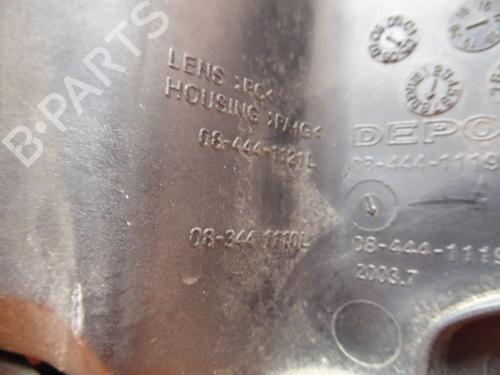 LENS >PC<
HOUSING
08-444-1121L
08-344-1110L
DEPO
08-444-1119
08-444-1119
2003.7
B-PARTS